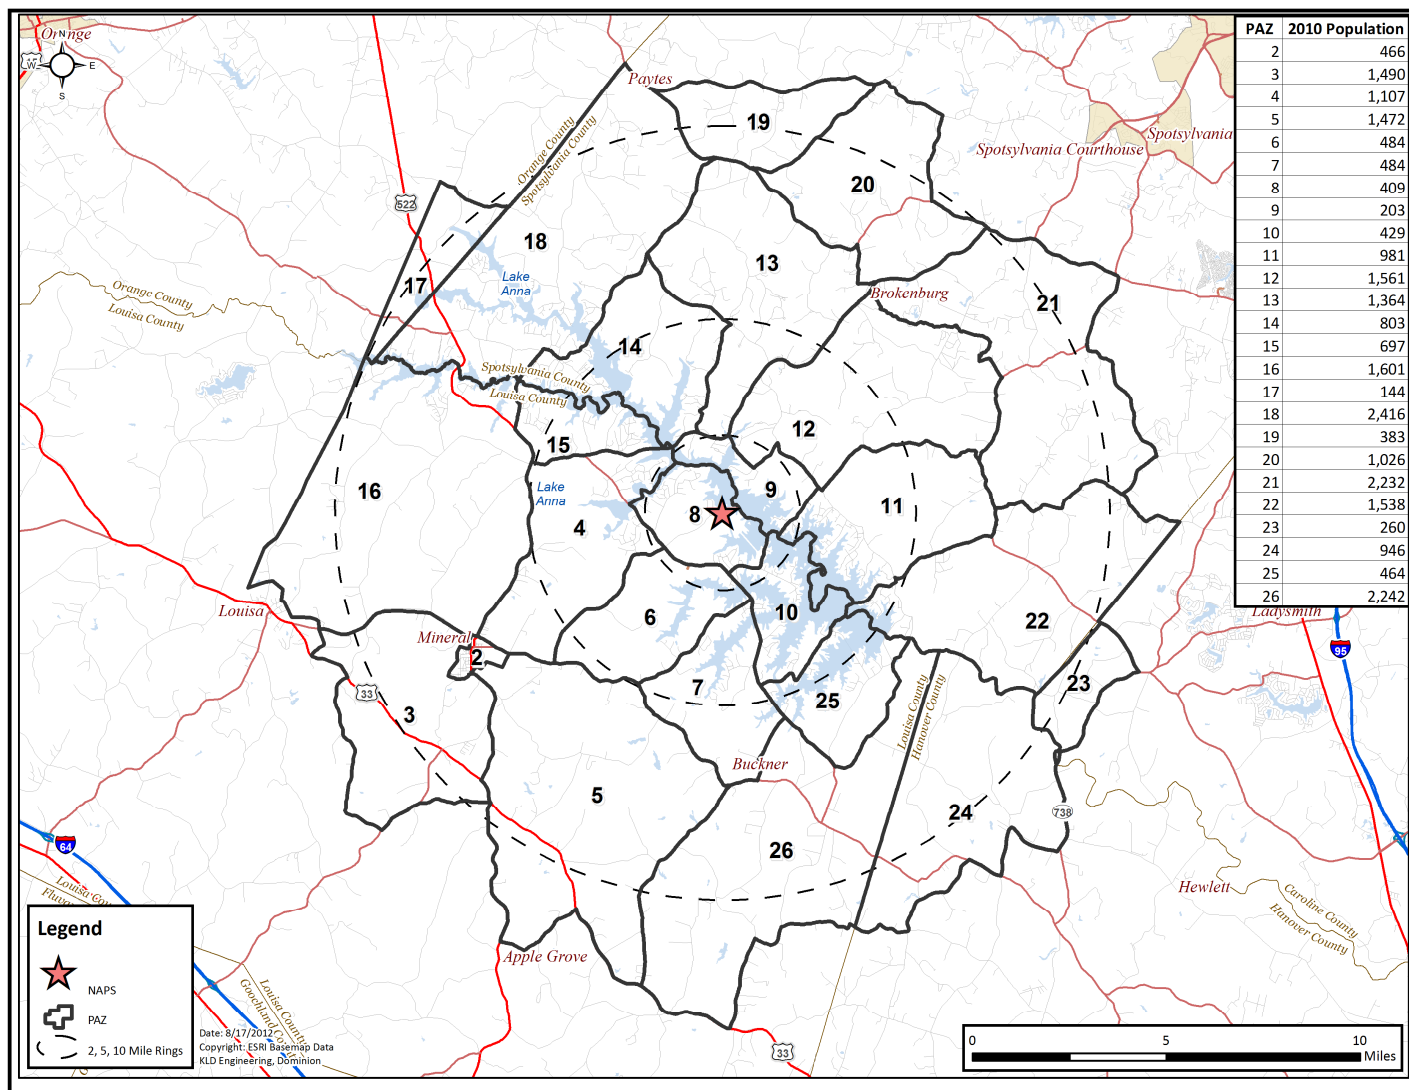 PAZ 2010 Population
2 466
3 1,490
4 1,107
5 1,472
6 484
7 484
8 409
9 203
10 429
11 981
12 1,561
13 1,364
14 803
15 697
16 1,601
17 144
18 2,416
19 383
20 1,026
21 2,232
22 1,538
23 260
24 946
25 464
26 2,242
N
W E
S
Paytes
Orange County
Spotsylvania County
522
19
20
Spotsylvania Courthouse
Spotsylvania
18
Lake
Anna
17
13
Orange County
Louisa County
Brokenburg
21
14
Spotsylvania County
Louisa County
15
12
16
Lake
Anna
4
8
9
11
Louisa
Mineral
2
6
10
22
Ladysmith
95
33
3
7
25
Louisa County
Hanover County
23
Buckner
5
24
738
26
64
Hewlett
Caroline County
Hanover County
Apple Grove
Louisa County
Goochland
33
Legend
NAPS
PAZ
2, 5, 10 Mile Rings
Date: 8/17/2012
Copyright: ESRI Basemap Data
KLD Engineering, Dominion
0 5 10
Miles